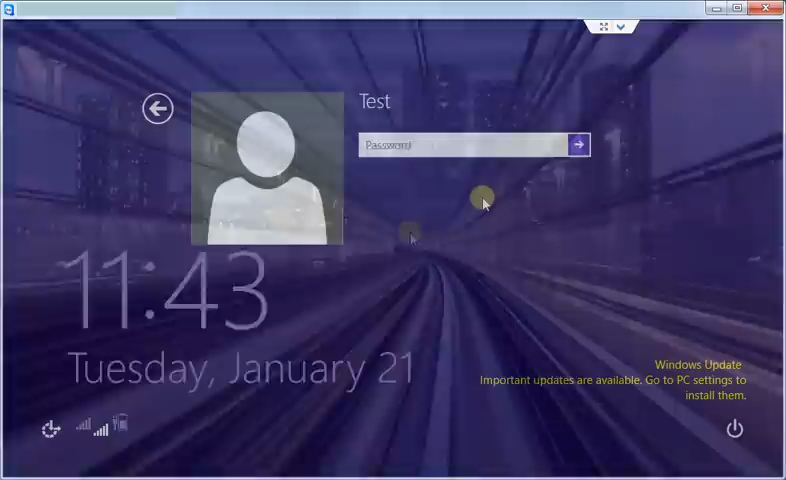 Test
Password
11:43
Tuesday, January 21
Windows Update
Important updates are available. Go to PC settings to
install them.